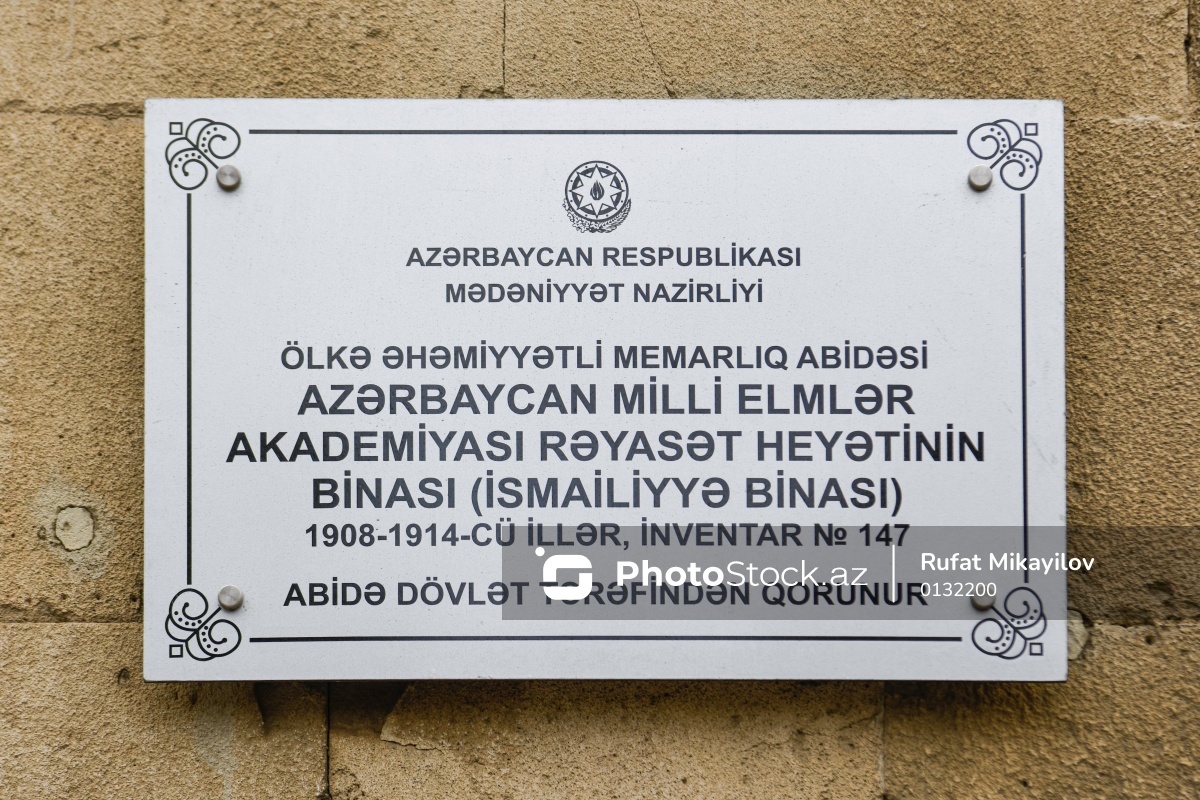 AZƏRBAYCAN RESPUBLİKASI
MƏDƏNİYYƏT NAZİRLİYİ
ÖLKƏ ƏHƏMİYYƏTLİ MEMARLIQ ABİDƏSİ
AZƏRBAYCAN MİLLİ ELMLƏR
AKADEMİYASI RƏYASƏT HEYƏTİNİN
BİNASI (İSMAİLİYYƏ BİNASI)
1908-1914-CÜ İLLƏR, İNVENTAR № 147
ABİDƏ DÖVLƏT TƏRƏFİNDƏN QORUNUR
PhotoStock.az
Rufat Mikayilov
0132200